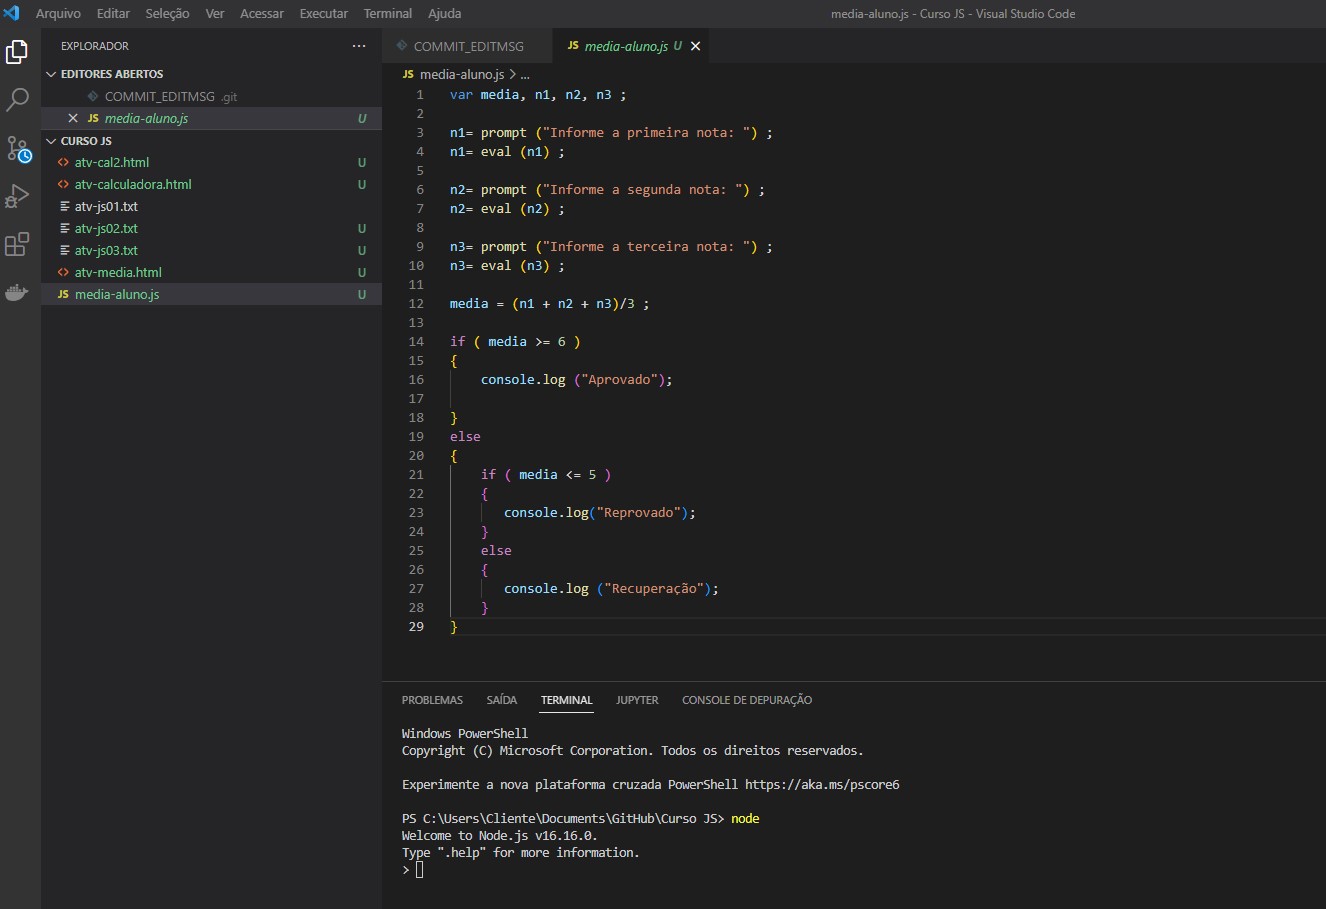 Arquivo Editar Seleção Ver Acessar Executar Terminal Ajuda media-aluno.js - Curso JS - Visual Studio Code
EXPLORADOR ...
EDITORES ABERTOS
COMMIT_EDITMSG .git
JS media-aluno.js U
CURSO JS
atv-cal2.html U
atv-calculadora.html U
atv-js01.txt
atv-js02.txt U
atv-js03.txt U
atv-media.html U
JS media-aluno.js U
COMMIT_EDITMSG JS media-aluno.js U
JS media-aluno.js > ...
1 var media, n1, n2, n3 ;
2
3 n1= prompt ("Informe a primeira nota: ") ;
4 n1= eval (n1) ;
5
6 n2= prompt ("Informe a segunda nota: ") ;
7 n2= eval (n2) ;
8
9 n3= prompt ("Informe a terceira nota: ") ;
10 n3= eval (n3) ;
11
12 media = (n1 + n2 + n3)/3 ;
13
14 if ( media >= 6 )
15 {
16 console.log ("Aprovado");
17
18 }
19 else
20 {
21 if ( media <= 5 )
22 {
23 console.log("Reprovado");
24 }
25 else
26 {
27 console.log ("Recuperação");
28 }
29 }
PROBLEMAS SAÍDA TERMINAL JUPYTER CONSOLE DE DEPURAÇÃO
Windows PowerShell
Copyright (C) Microsoft Corporation. Todos os direitos reservados.
Experimente a nova plataforma cruzada PowerShell https://aka.ms/pscore6
PS C:\Users\Cliente\Documents\GitHub\Curso JS> node
Welcome to Node.js v16.16.0.
Type ".help" for more information.
>